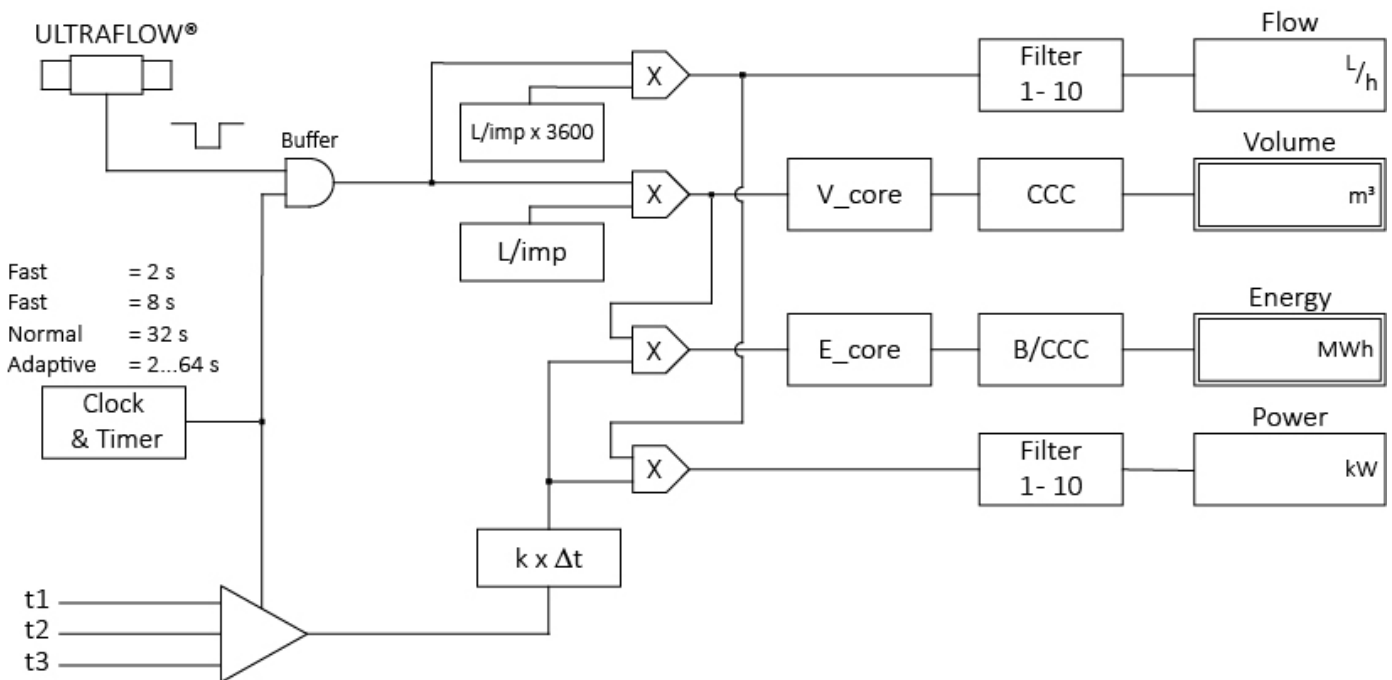 ULTRAFLOW®
Buffer
X
L/imp x 3600
Filter
1- 10
Flow
L/h
X
L/imp
V_core
CCC
Volume
m³
Fast = 2 s
Fast = 8 s
Normal = 32 s
Adaptive = 2...64 s
Clock
& Timer
X
E_core
B/CCC
Energy
MWh
X
Filter
1- 10
Power
kW
k x Δt
t1
t2
t3